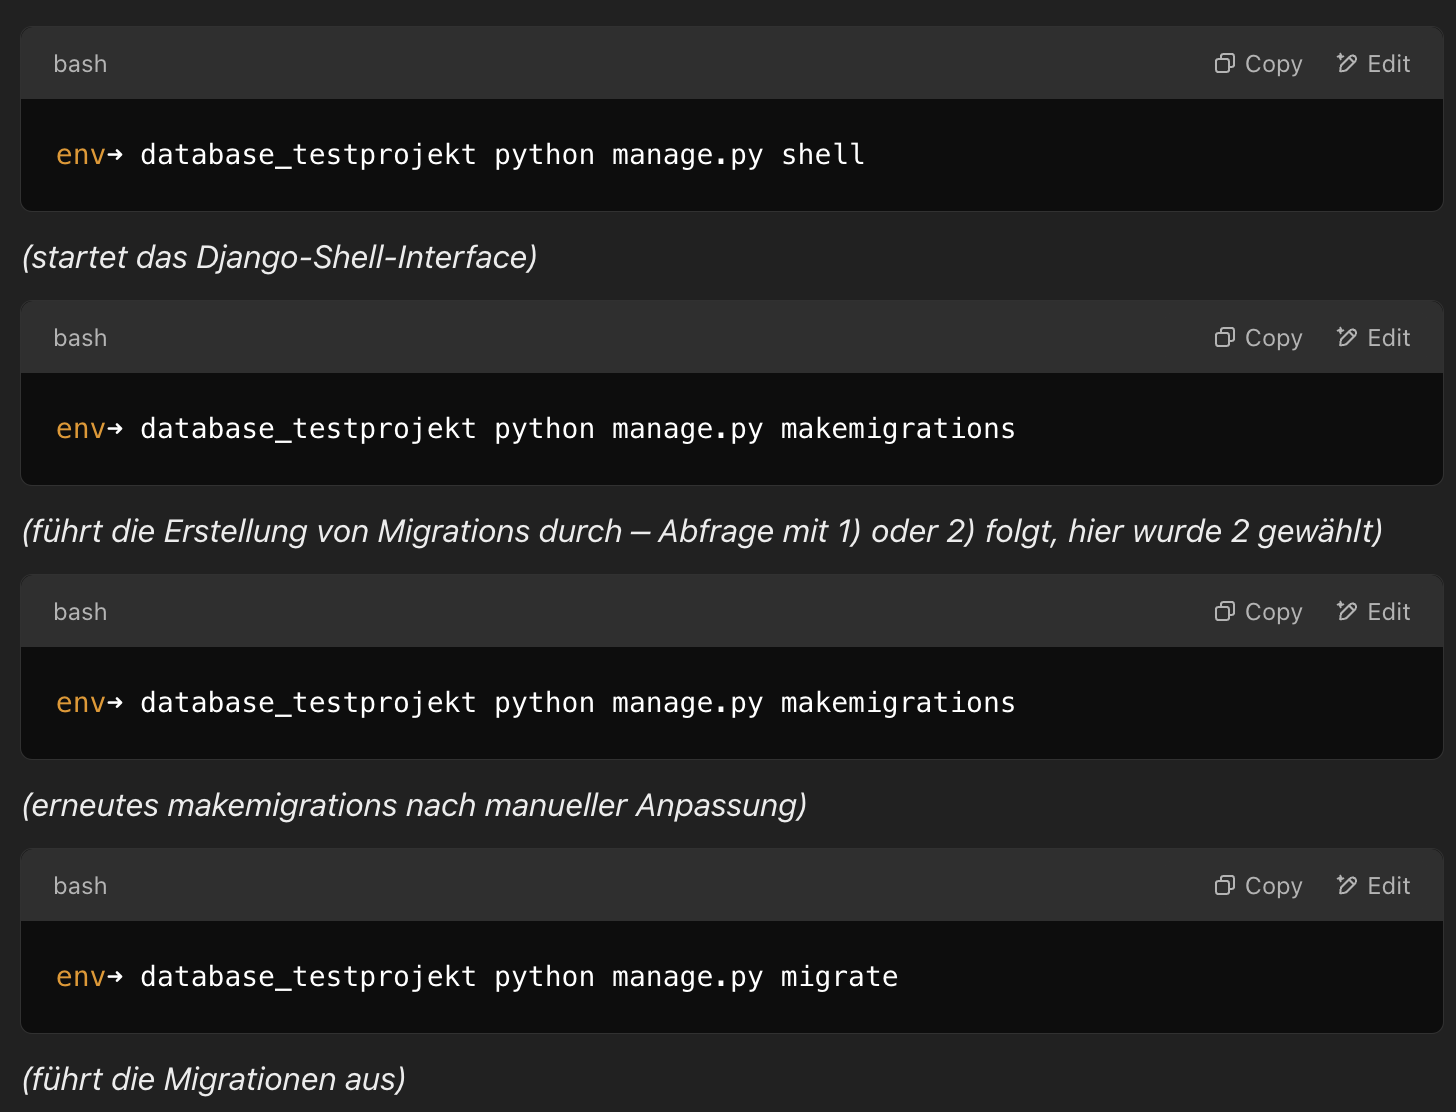 bash Copy Edit
env→ database_testprojekt python manage.py shell
(startet das Django-Shell-Interface)
bash Copy Edit
env→ database_testprojekt python manage.py makemigrations
(führt die Erstellung von Migrations durch – Abfrage mit 1) oder 2) folgt, hier wurde 2 gewählt)
bash Copy Edit
env→ database_testprojekt python manage.py makemigrations
(erneutes makemigrations nach manueller Anpassung)
bash Copy Edit
env→ database_testprojekt python manage.py migrate
(führt die Migrationen aus)